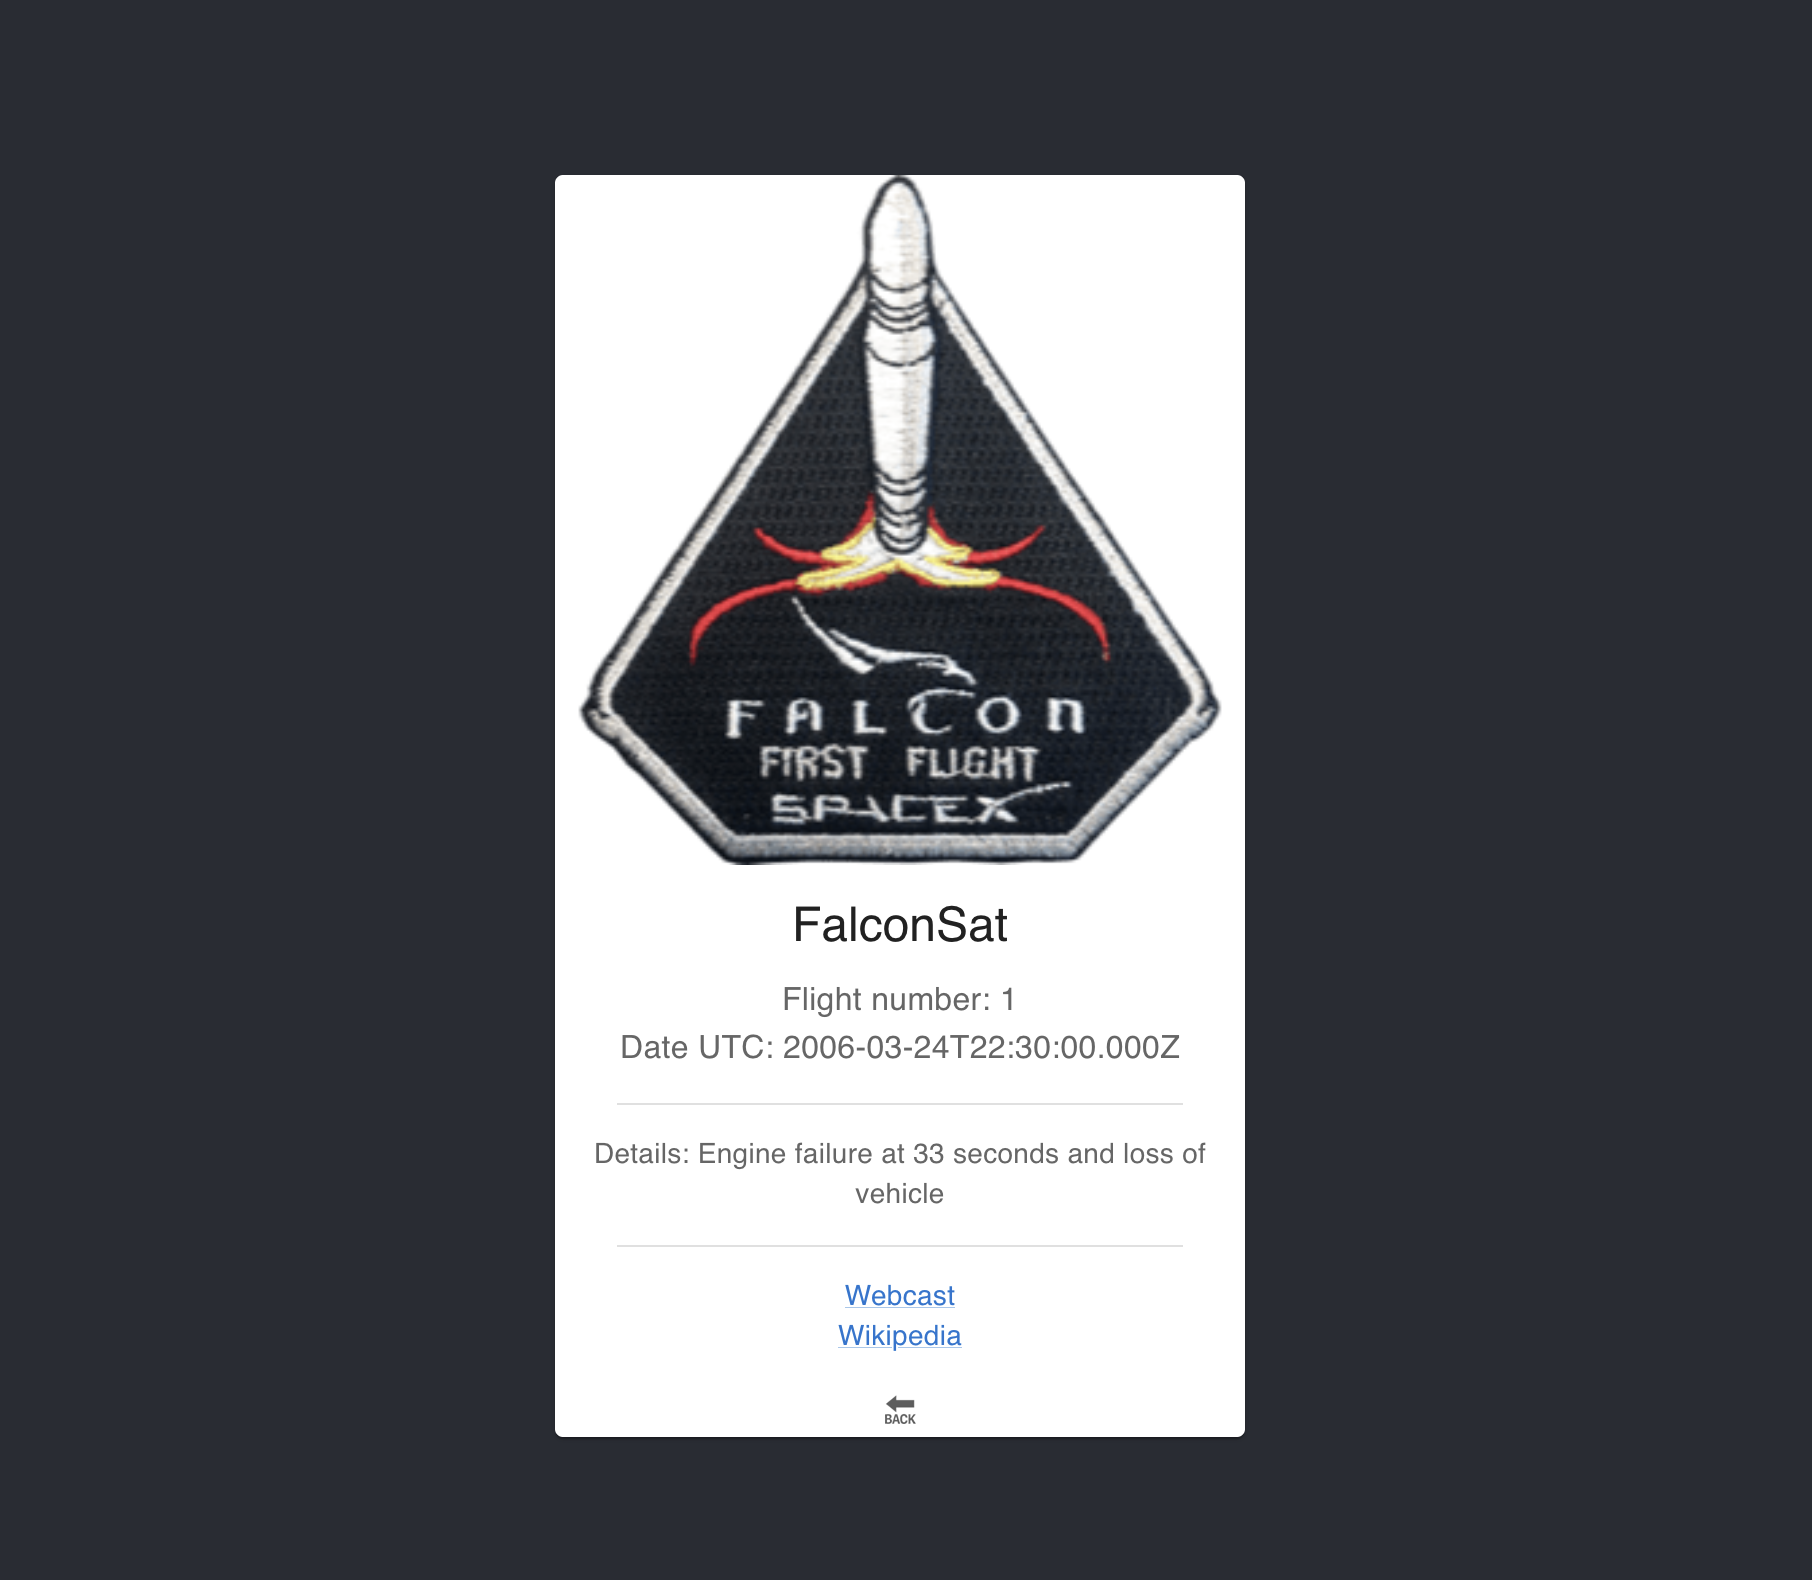 FALCON
FIRST FLIGHT
SPACEX
FalconSat
Flight number: 1
Date UTC: 2006-03-24T22:30:00.000Z
Details: Engine failure at 33 seconds and loss of
vehicle
Webcast
Wikipedia
BACK